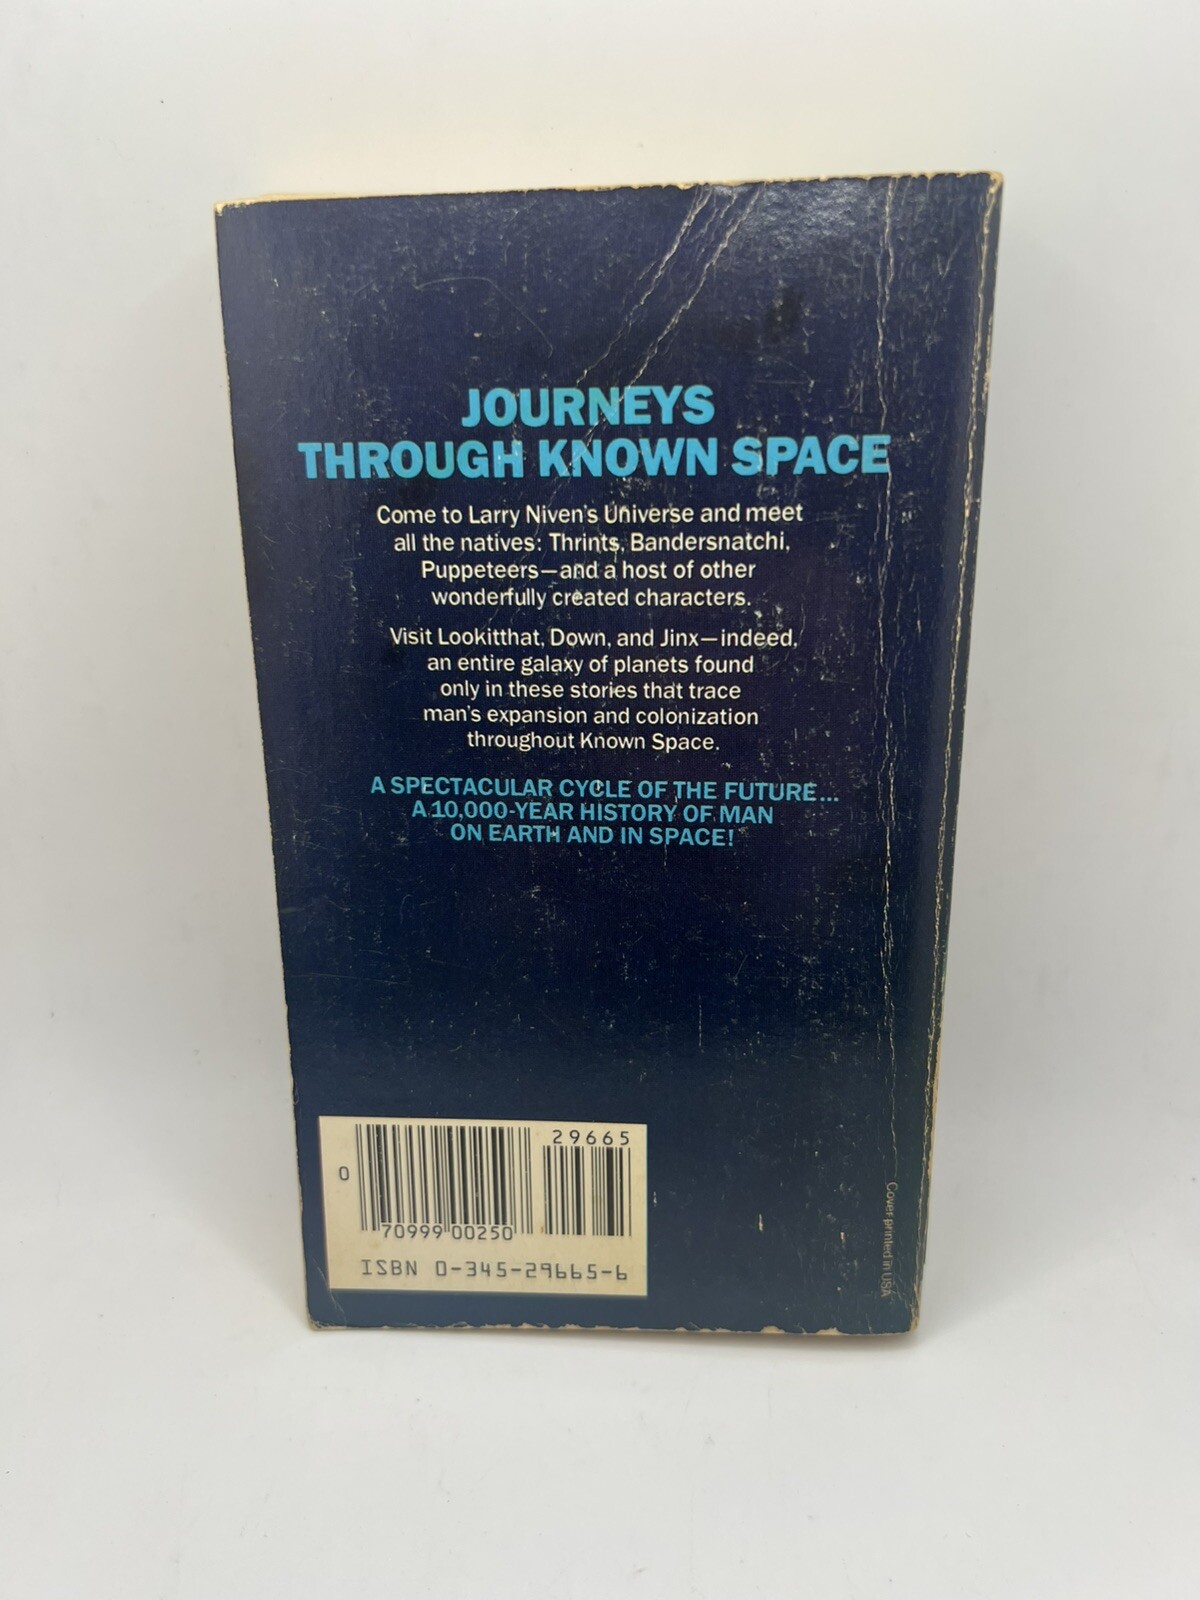 JOURNEYS
THROUGH KNOWN SPACE
Come to Larry Niven's Universe and meet
all the natives: Thrints, Bandersnatchi,
Puppeteers—and a host of other
wonderfully created characters.
Visit Lookitthat, Down, and Jinx—indeed,
an entire galaxy of planets found
only in these stories that trace
man's expansion and colonization
throughout Known Space.
A SPECTACULAR CYCLE OF THE FUTURE...
A 10,000-YEAR HISTORY OF MAN
ON EARTH AND IN SPACE!
29665
0
70999 00250
ISBN 0-345-29665-6
Cover printed in USA